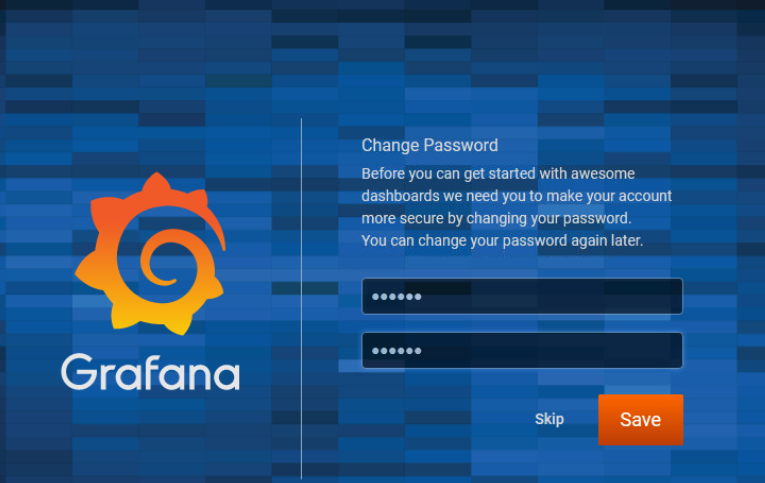 Change Password
Before you can get started with awesome
dashboards we need you to make your account
more secure by changing your password.
You can change your password again later.
••••••
••••••
Grafana
Skip
Save